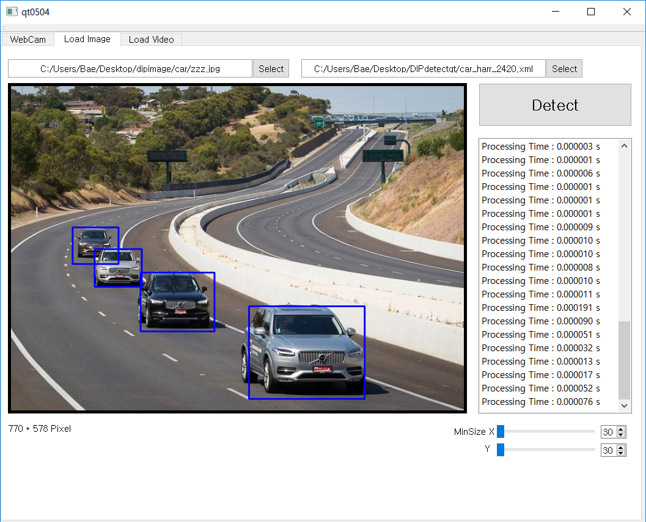 qt0504
WebCam Load Image Load Video
C:/Users/Bae/Desktop/dipimage/car/zzz.jpg Select C:/Users/Bae/Desktop/DIPdetectqt/car_harr_2420.xml Select
Detect
Processing Time : 0.000003 s
Processing Time : 0.000001 s
Processing Time : 0.000006 s
Processing Time : 0.000001 s
Processing Time : 0.000001 s
Processing Time : 0.000001 s
Processing Time : 0.000009 s
Processing Time : 0.000010 s
Processing Time : 0.000010 s
Processing Time : 0.000008 s
Processing Time : 0.000010 s
Processing Time : 0.000011 s
Processing Time : 0.000191 s
Processing Time : 0.000090 s
Processing Time : 0.000051 s
Processing Time : 0.000032 s
Processing Time : 0.000013 s
Processing Time : 0.000017 s
Processing Time : 0.000052 s
Processing Time : 0.000076 s
770 * 578 Pixel
MinSize X 30
Y 30